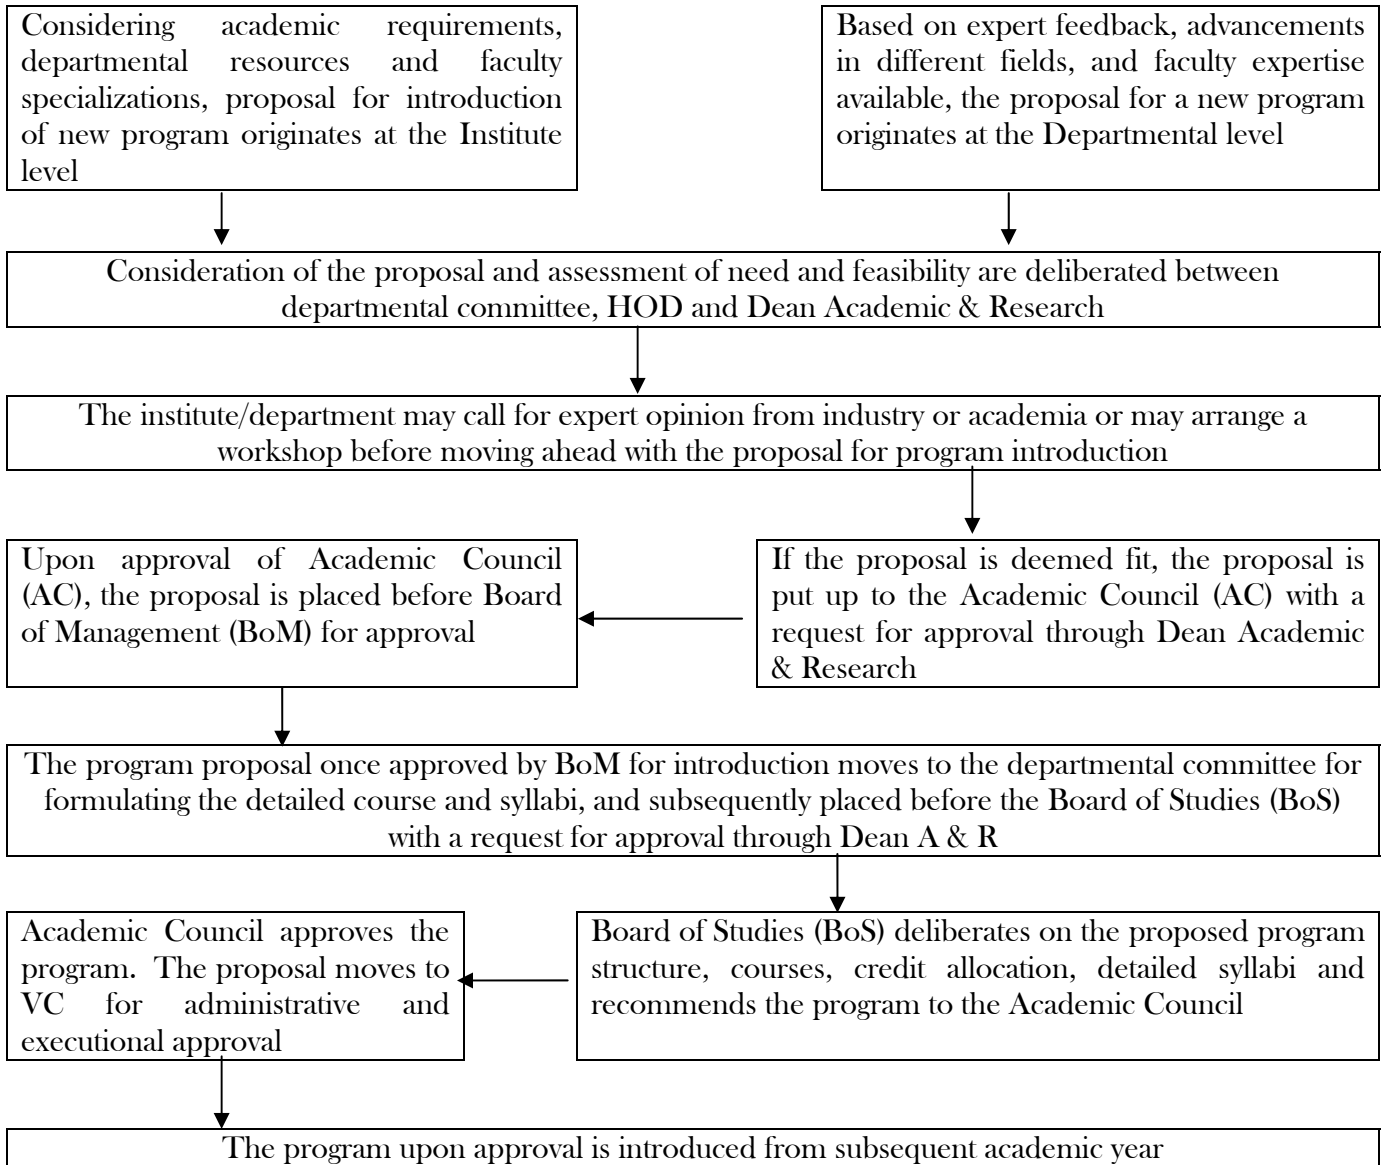 Considering academic requirements,
departmental resources and faculty
specializations, proposal for introduction
of new program originates at the Institute
level
Based on expert feedback, advancements
in different fields, and faculty expertise
available, the proposal for a new program
originates at the Departmental level
Consideration of the proposal and assessment of need and feasibility are deliberated between
departmental committee, HOD and Dean Academic & Research
The institute/department may call for expert opinion from industry or academia or may arrange a
workshop before moving ahead with the proposal for program introduction
If the proposal is deemed fit, the proposal is
put up to the Academic Council (AC) with a
request for approval through Dean Academic
& Research
Upon approval of Academic Council
(AC), the proposal is placed before Board
of Management (BoM) for approval
The program proposal once approved by BoM for introduction moves to the departmental committee for
formulating the detailed course and syllabi, and subsequently placed before the Board of Studies (BoS)
with a request for approval through Dean A & R
Board of Studies (BoS) deliberates on the proposed program
structure, courses, credit allocation, detailed syllabi and
recommends the program to the Academic Council
Academic Council approves the
program. The proposal moves to
VC for administrative and
executional approval
The program upon approval is introduced from subsequent academic year